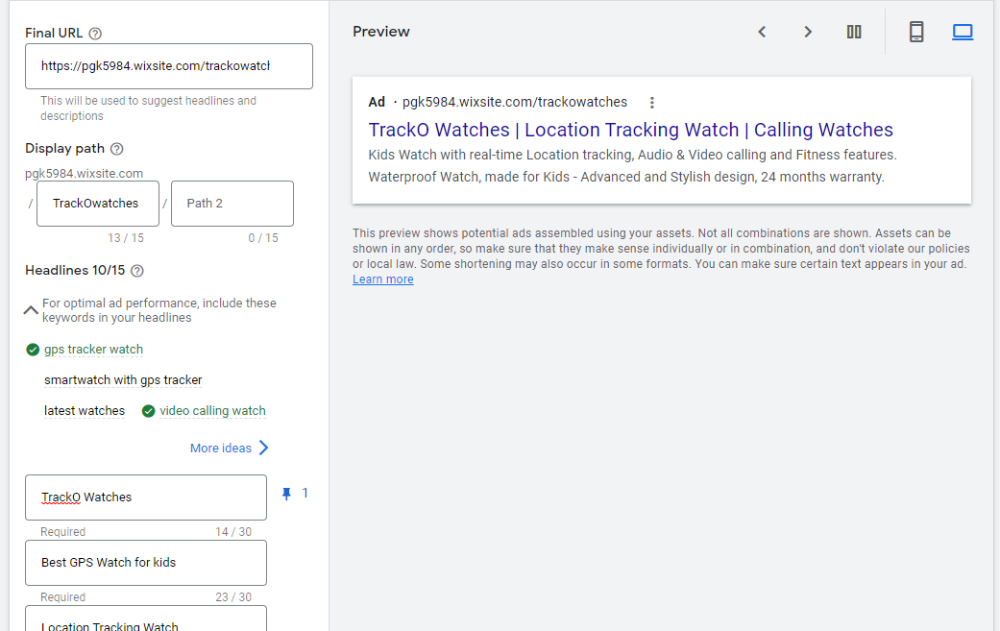 Final URL
https://pgk5984.wixsite.com/trackowatch
This will be used to suggest headlines and
descriptions
Display path
pgk5984.wixsite.com
/ TrackOwatches / Path 2
13 / 15 0 / 15
Headlines 10/15
For optimal ad performance, include these
keywords in your headlines
gps tracker watch
smartwatch with gps tracker
latest watches video calling watch
More ideas
TrackO Watches 1
Required 14 / 30
Best GPS Watch for kids
Required 23 / 30
Location Tracking Watch
Preview
Ad · pgk5984.wixsite.com/trackowatches
TrackO Watches | Location Tracking Watch | Calling Watches
Kids Watch with real-time Location tracking, Audio & Video calling and Fitness features.
Waterproof Watch, made for Kids - Advanced and Stylish design, 24 months warranty.
This preview shows potential ads assembled using your assets. Not all combinations are shown. Assets can be
shown in any order, so make sure that they make sense individually or in combination, and don't violate our policies
or local law. Some shortening may also occur in some formats. You can make sure certain text appears in your ad.
Learn more